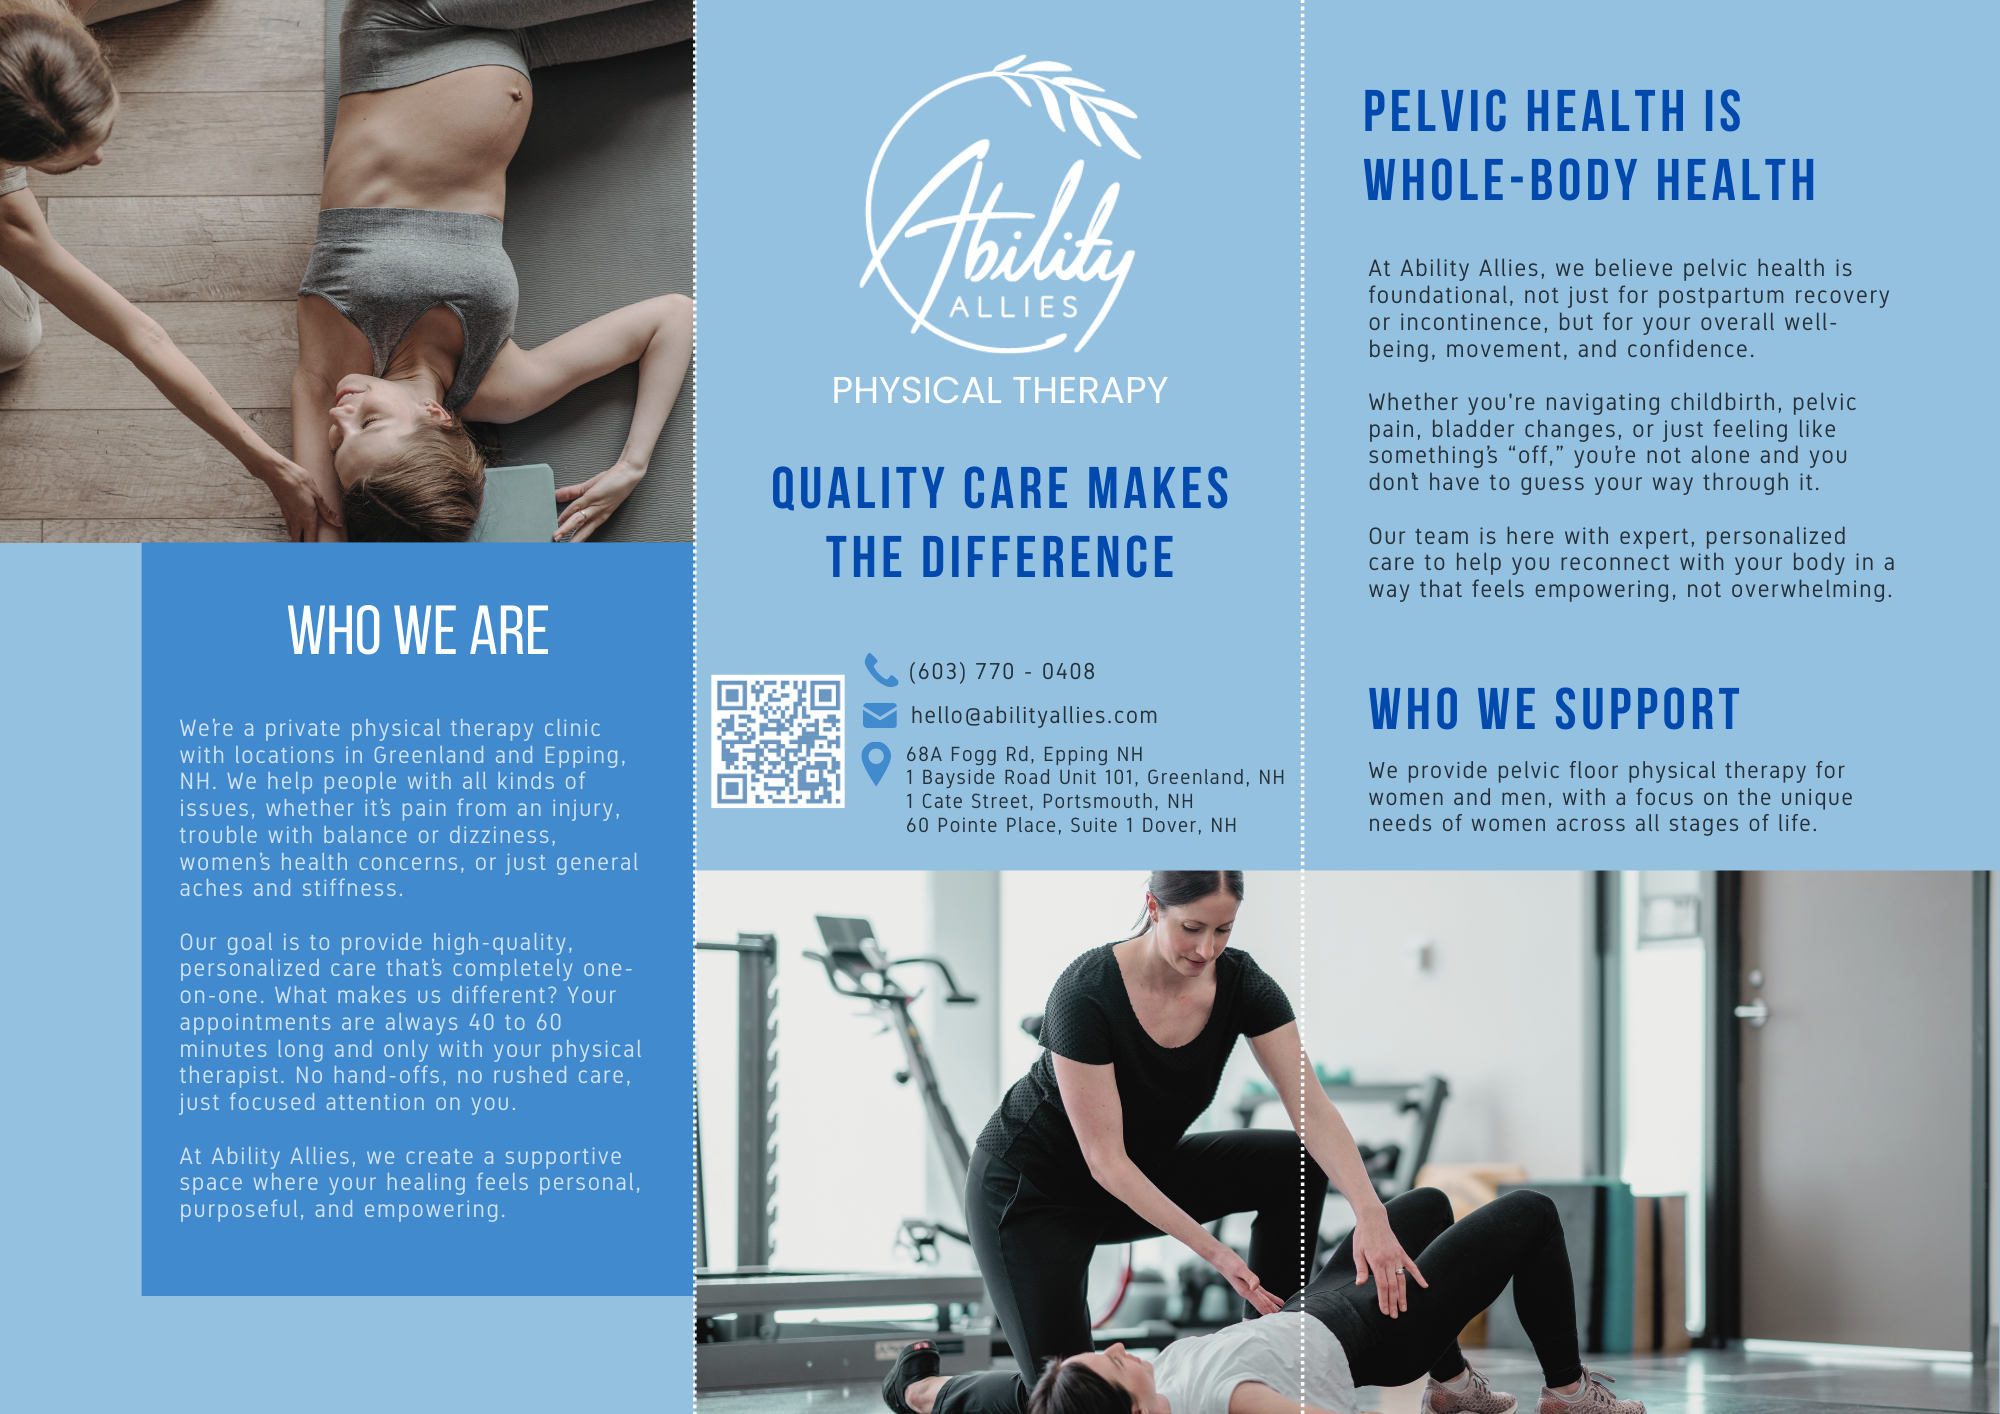 WHO WE ARE
We're a private physical therapy clinic
with locations in Greenland and Epping,
NH. We help people with all kinds of
issues, whether it's pain from an injury,
trouble with balance or dizziness,
women's health concerns, or just general
aches and stiffness.
Our goal is to provide high-quality,
personalized care that's completely one-
on-one. What makes us different? Your
appointments are always 40 to 60
minutes long and only with your physical
therapist. No hand-offs, no rushed care,
just focused attention on you.
At Ability Allies, we create a supportive
space where your healing feels personal,
purposeful, and empowering.
Ability
ALLIES
PHYSICAL THERAPY
QUALITY CARE MAKES
THE DIFFERENCE
(603) 770 - 0408
hello@abilityallies.com
68A Fogg Rd, Epping NH
1 Bayside Road Unit 101, Greenland, NH
1 Cate Street, Portsmouth, NH
60 Pointe Place, Suite 1 Dover, NH
PELVIC HEALTH IS
WHOLE-BODY HEALTH
At Ability Allies, we believe pelvic health is
foundational, not just for postpartum recovery
or incontinence, but for your overall well-
being, movement, and confidence.
Whether you're navigating childbirth, pelvic
pain, bladder changes, or just feeling like
something's “off,” you're not alone and you
don't have to guess your way through it.
Our team is here with expert, personalized
care to help you reconnect with your body in a
way that feels empowering, not overwhelming.
WHO WE SUPPORT
We provide pelvic floor physical therapy for
women and men, with a focus on the unique
needs of women across all stages of life.